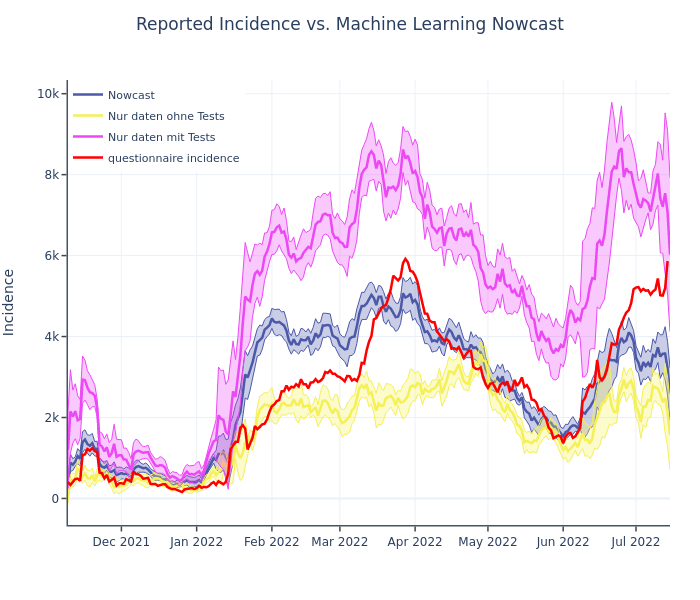 Reported Incidence vs. Machine Learning Nowcast
Incidence
10k
8k
6k
4k
2k
0
Nowcast
Nur daten ohne Tests
Nur daten mit Tests
questionnaire incidence
Dec 2021
Jan 2022
Feb 2022
Mar 2022
Apr 2022
May 2022
Jun 2022
Jul 2022